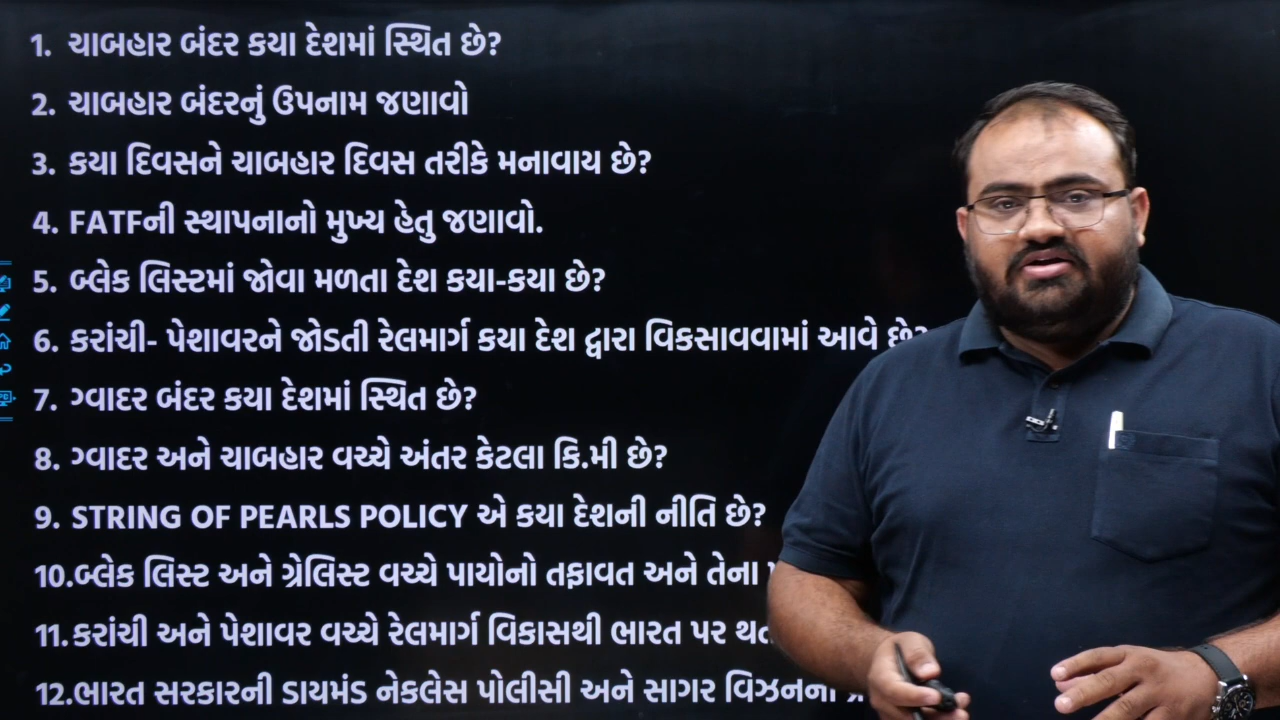 1. ચાબહાર બંદર કયા દેશમાં સ્થિત છે?
2. ચાબહાર બંદરનું ઉપનામ જણાવો
3. કયા દિવસને ચાબહાર દિવસ તરીકે મનાવાય છે?
4. FATFની સ્થાપનાનો મુખ્ય હેતુ જણાવો.
5. બ્લેક લિસ્ટમાં જોવા મળતા દેશ કયા-કયા છે?
6. કરાંચી- પેશાવરને જોડતી રેલમાર્ગ કયા દેશ દ્વારા વિકસાવવામાં આવે છે?
7. ગ્વાદર બંદર કયા દેશમાં સ્થિત છે?
8. ગ્વાદર અને ચાબહાર વચ્ચે અંતર કેટલા કિ.મી છે?
9. STRING OF PEARLS POLICY એ કયા દેશની નીતિ છે?
10.બ્લેક લિસ્ટ અને ગ્રેલિસ્ટ વચ્ચે પાયોનો તફાવત અને તેના
11.કરાંચી અને પેશાવર વચ્ચે રેલમાર્ગ વિકાસથી ભારત પર
12.ભારત સરકારની ડાયમંડ નેકલેસ પોલીસી અને સાગર વિઝનના